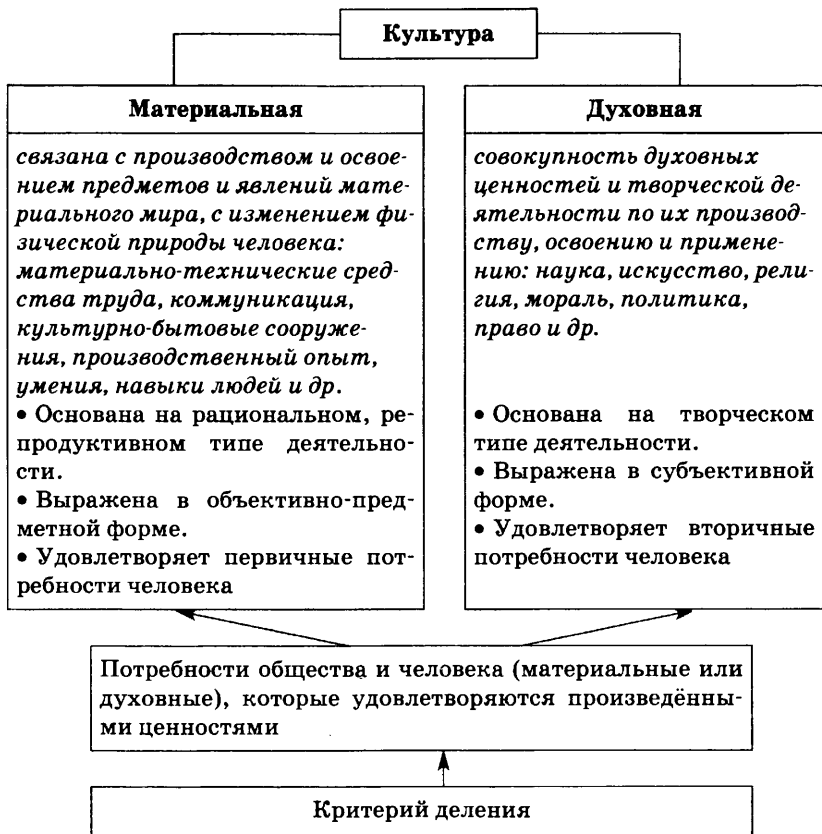 Культура
Материальная
связана с производством и освое-
нием предметов и явлений мате-
риального мира, с изменением фи-
зической природы человека:
материально-технические сред-
ства труда, коммуникация,
культурно-бытовые сооруже-
ния, производственный опыт,
умения, навыки людей и др.
• Основана на рациональном, ре-
продуктивном типе деятельно-
сти.
• Выражена в объективно-пред-
метной форме.
• Удовлетворяет первичные пот-
ребности человека
Духовная
совокупность духовных
ценностей и творческой де-
ятельности по их производ-
ству, освоению и примене-
нию: наука, искусство, рели-
гия, мораль, политика,
право и др.
• Основана на творческом
типе деятельности.
• Выражена в субъективной
форме.
• Удовлетворяет вторичные
потребности человека
Потребности общества и человека (материальные или
духовные), которые удовлетворяются произведённы-
ми ценностями
Критерий деления